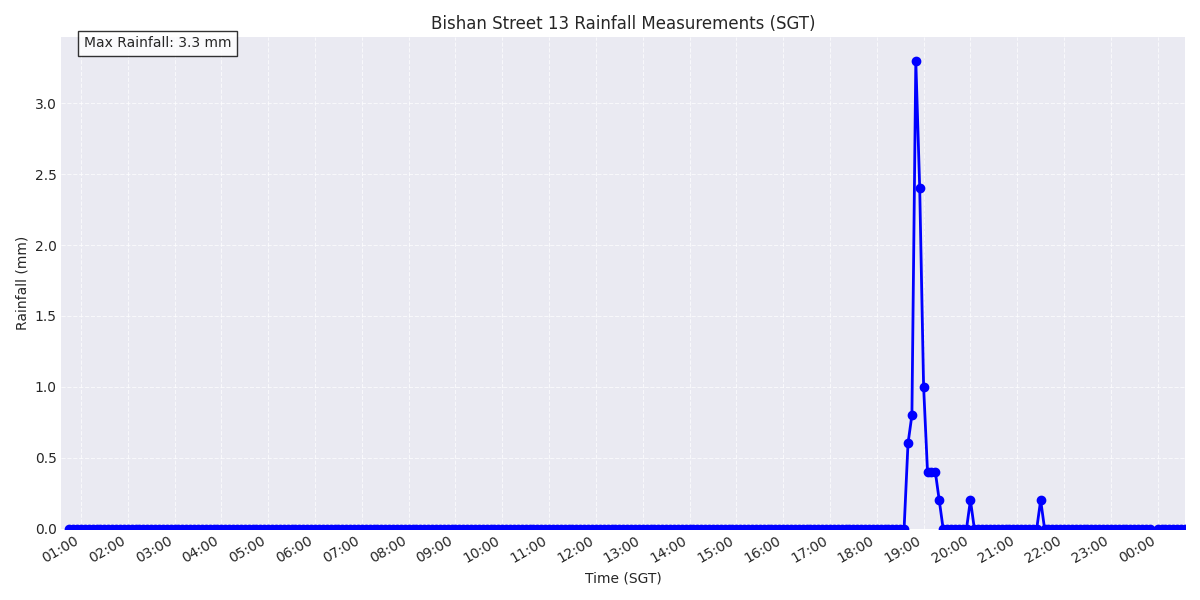 Bishan Street 13 Rainfall Measurements (SGT)
Max Rainfall: 3.3 mm
Rainfall (mm)
3.0
2.5
2.0
1.5
1.0
0.5
0.0
01:00 02:00 03:00 04:00 05:00 06:00 07:00 08:00 09:00 10:00 11:00 12:00 13:00 14:00 15:00 16:00 17:00 18:00 19:00 20:00 21:00 22:00 23:00 00:00
Time (SGT)